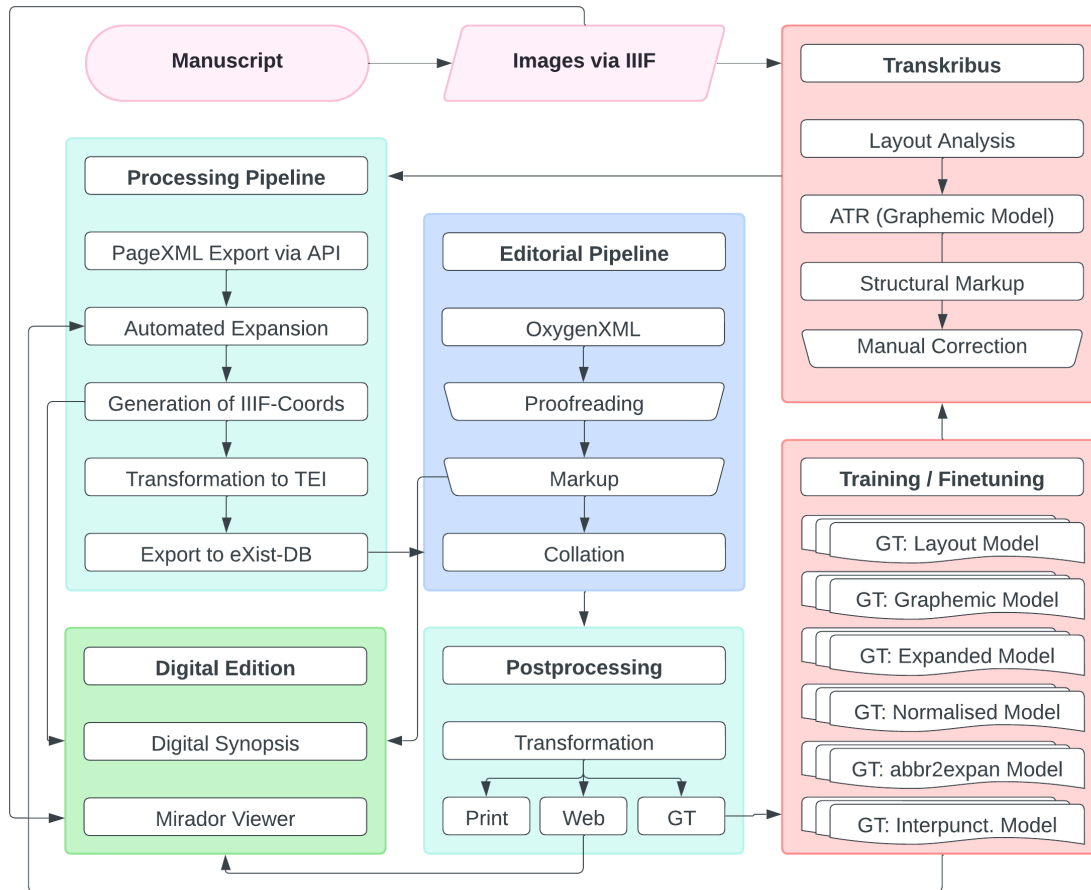 Manuscript
Images via IIIF
Transkribus
Layout Analysis
ATR (Graphemic Model)
Structural Markup
Manual Correction
Processing Pipeline
PageXML Export via API
Automated Expansion
Generation of IIIF-Coords
Transformation to TEI
Export to eXist-DB
Editorial Pipeline
OxygenXML
Proofreading
Markup
Collation
Digital Edition
Digital Synopsis
Mirador Viewer
Postprocessing
Transformation
Print
Web
GT
Training / Finetuning
GT: Layout Model
GT: Graphemic Model
GT: Expanded Model
GT: Normalised Model
GT: abbr2expan Model
GT: Interpunct. Model